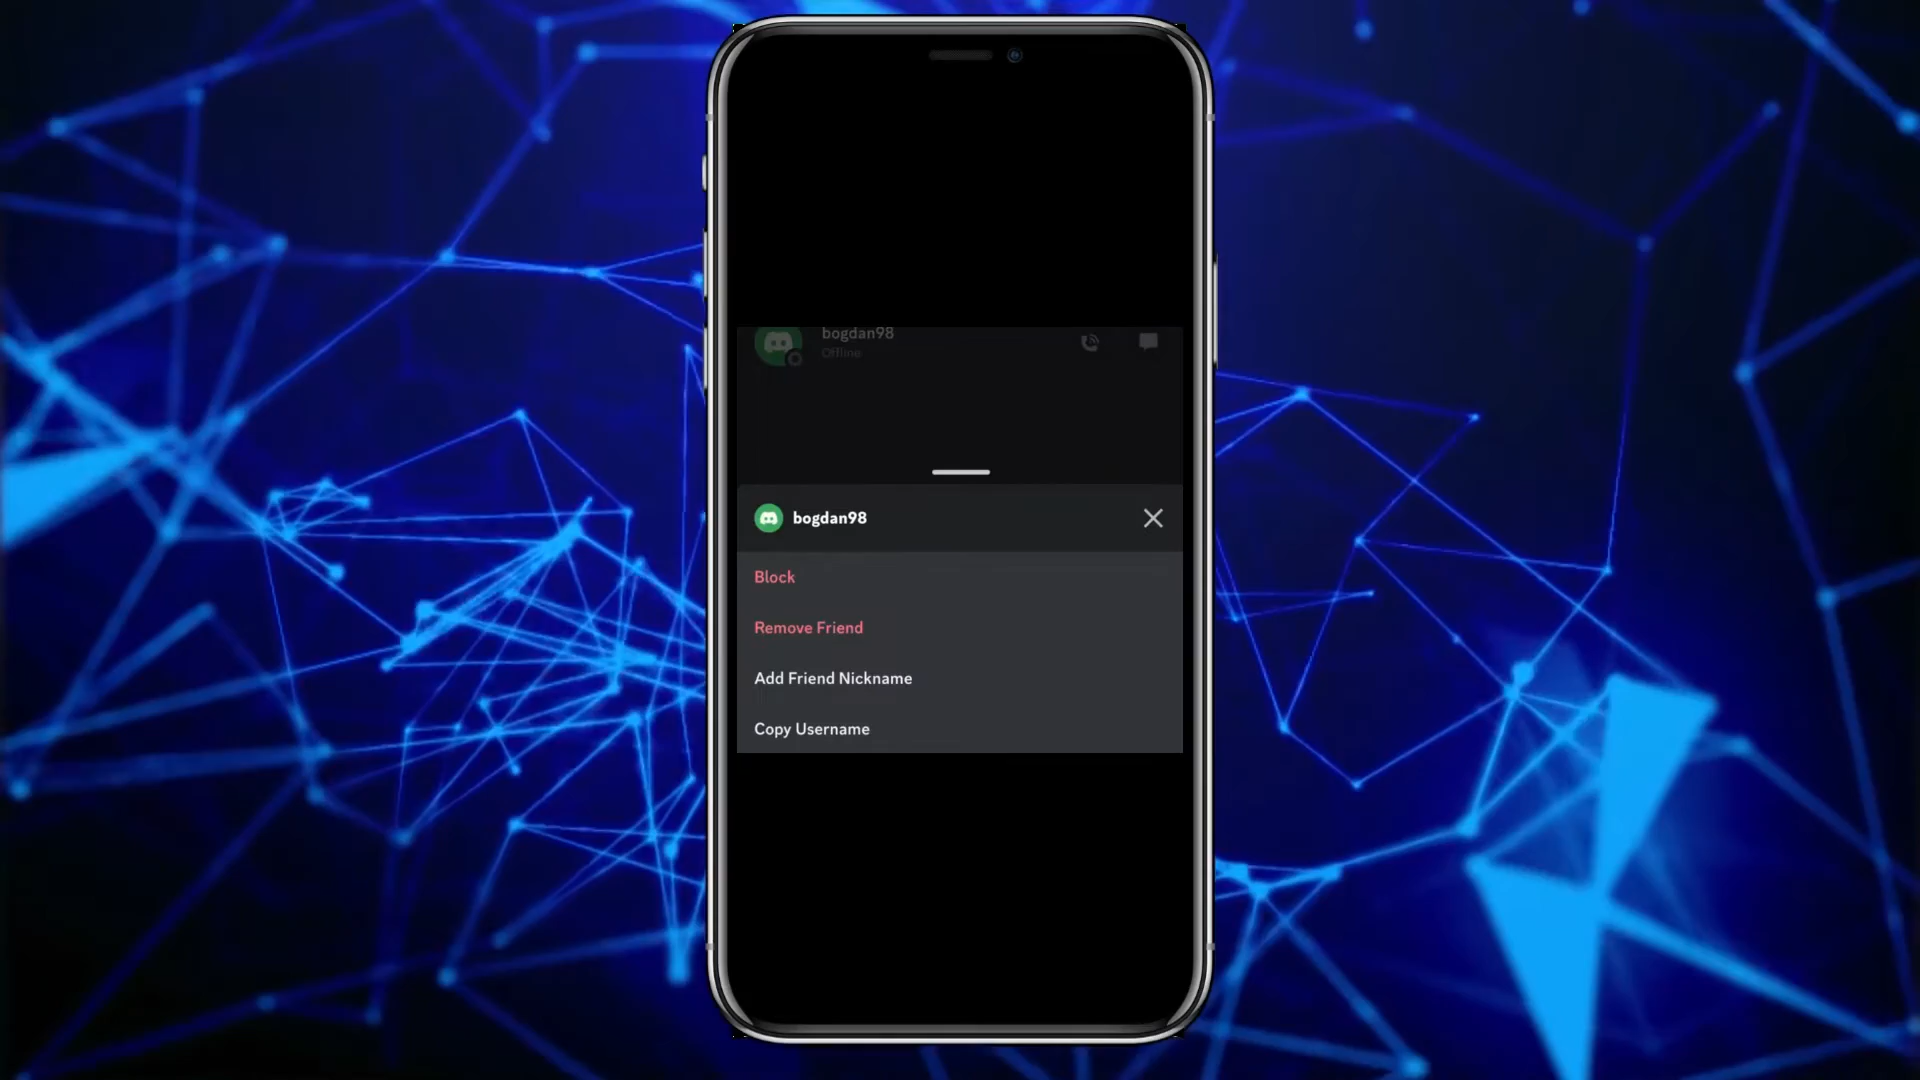 bogdan98
Offline
bogdan98
Block
Remove Friend
Add Friend Nickname
Copy Username